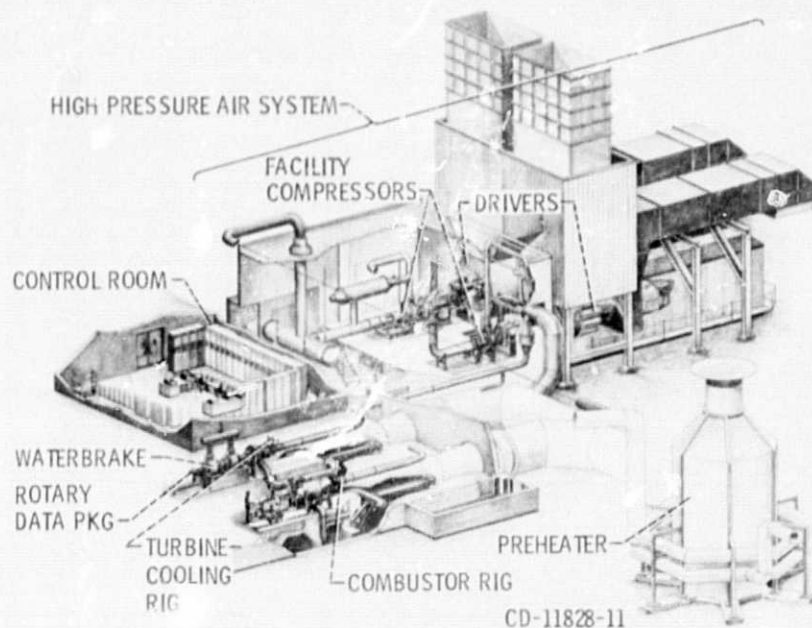 HIGH PRESSURE AIR SYSTEM
FACILITY
COMPRESSORS
DRIVERS
CONTROL ROOM
WATERBRAKE
ROTARY
DATA PKG
TURBINE
COOLING
RIG
COMBUSTOR RIG
PREHEATER
CD-11828-11